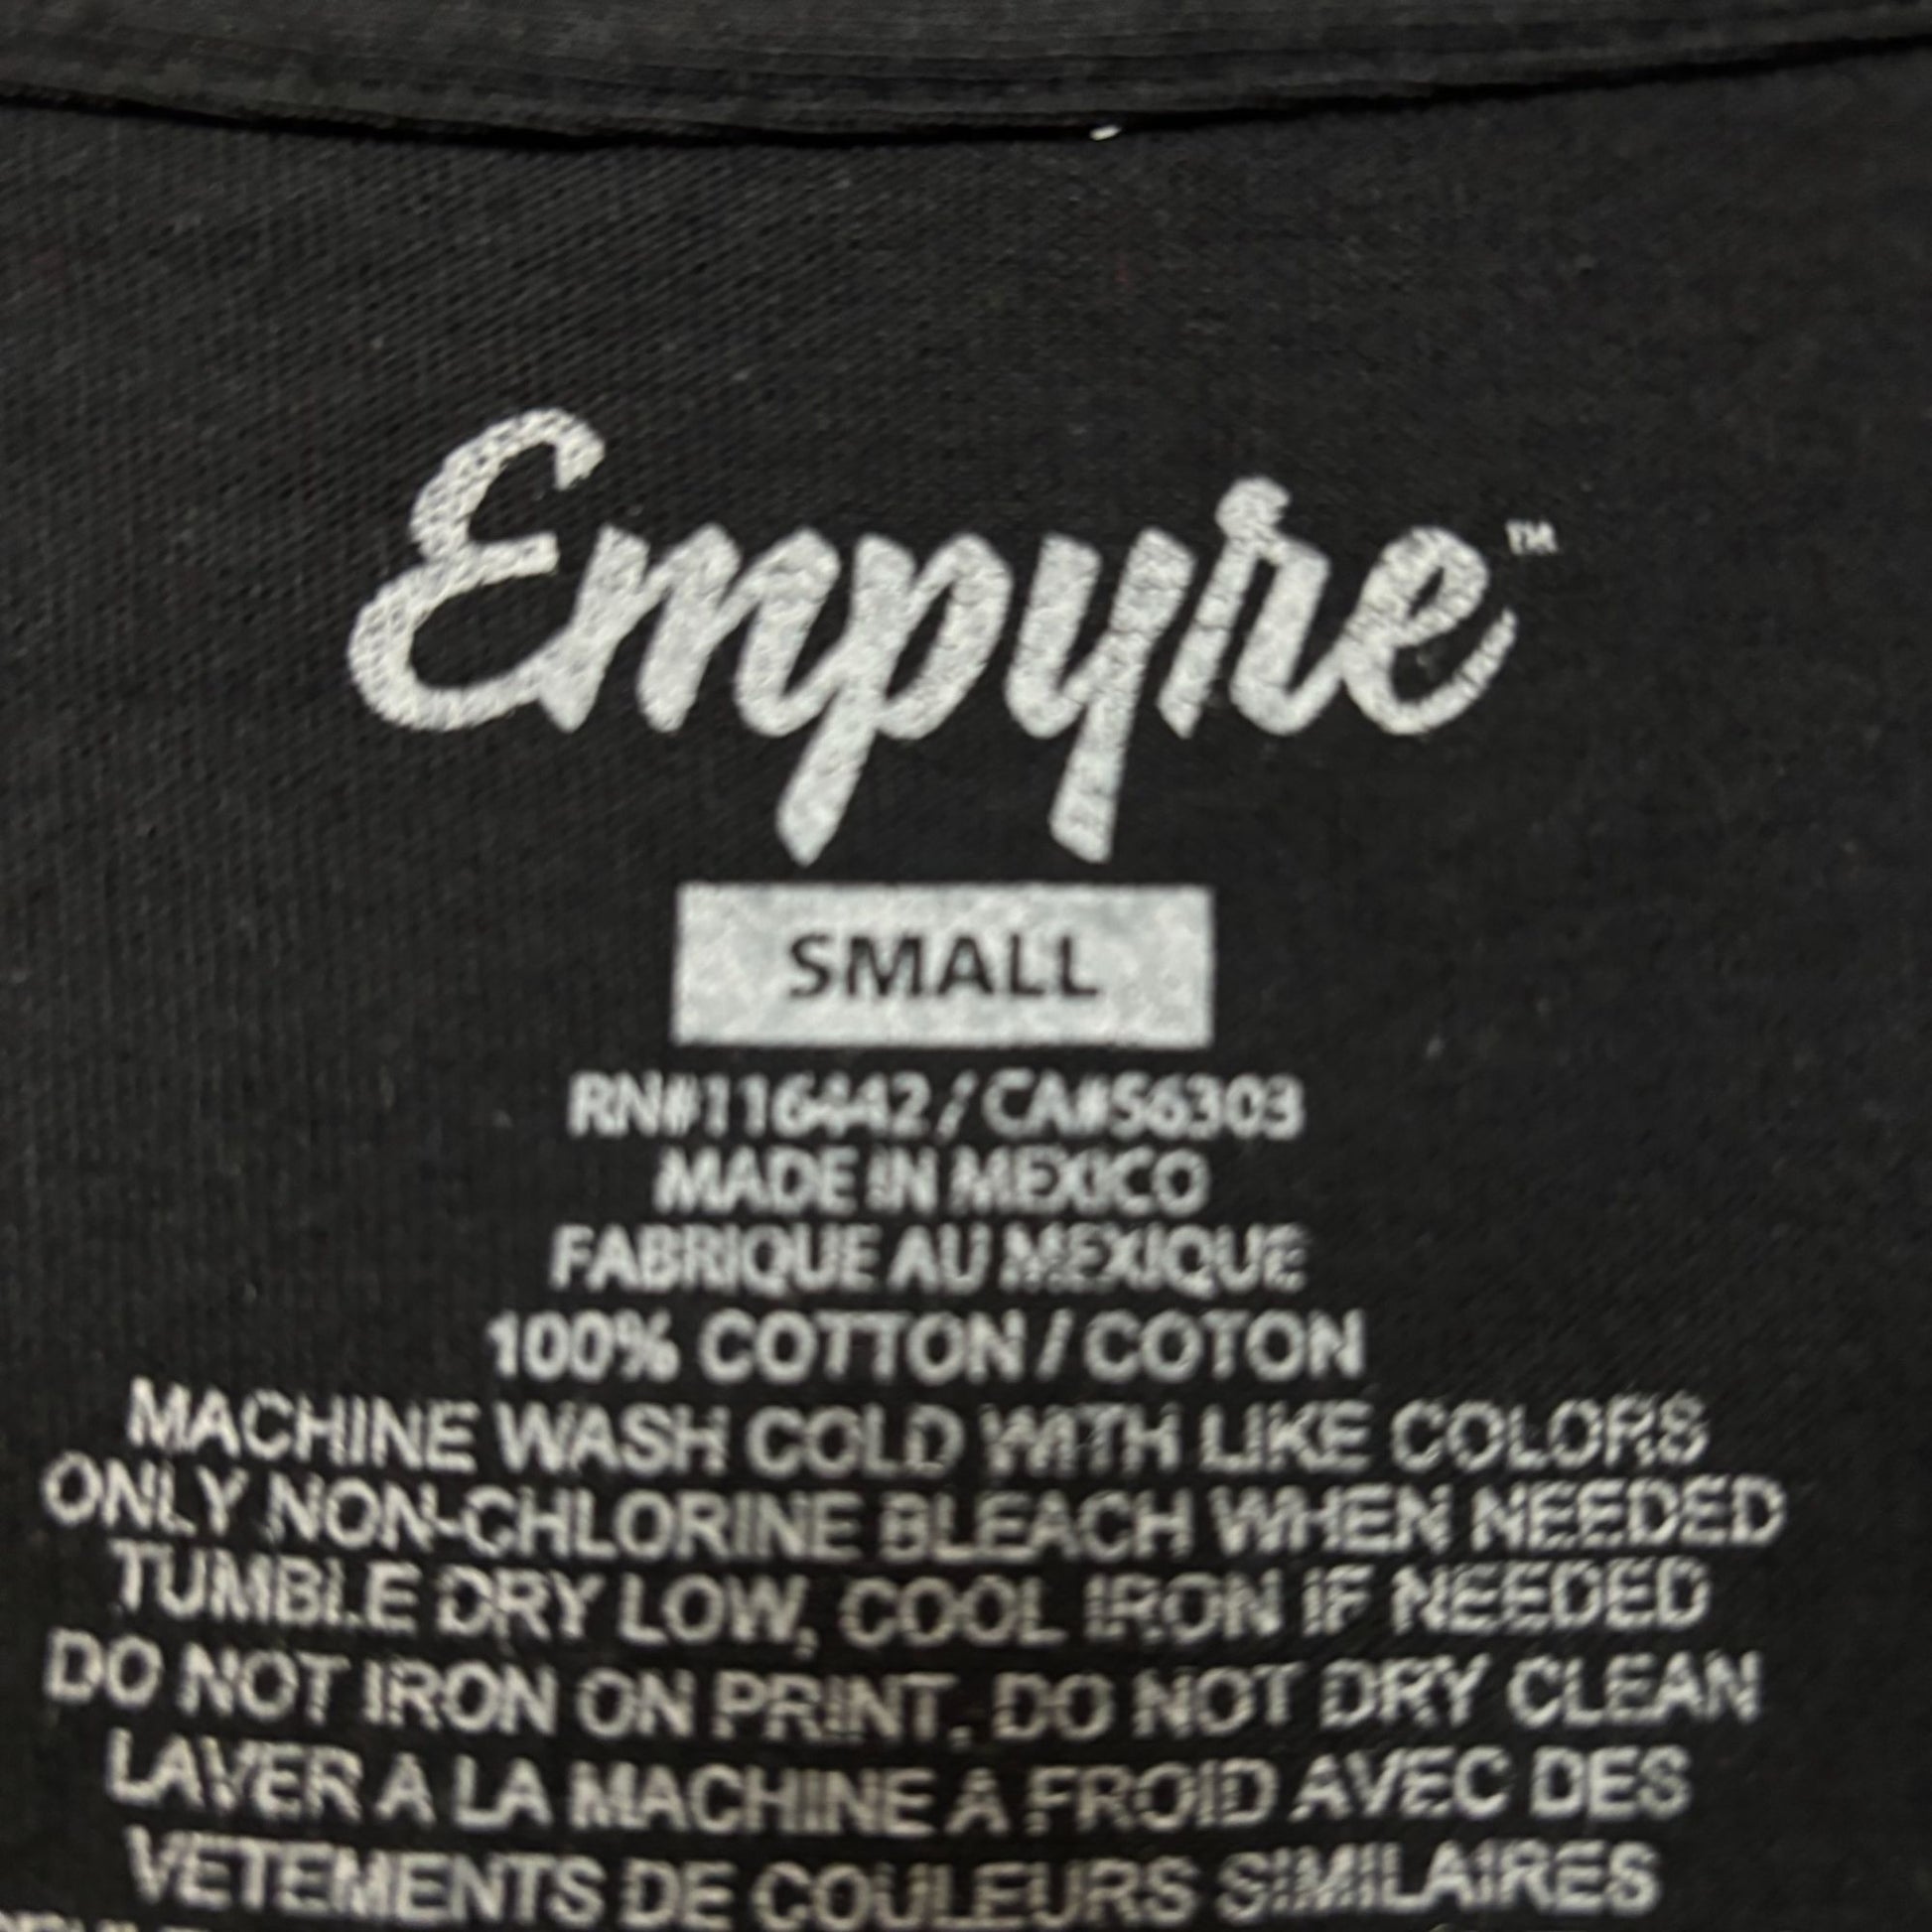 Empyre™
SMALL
RN#116442 / CA#56303
MADE IN MEXICO
FABRIQUE AU MEXIQUE
100% COTTON / COTON
MACHINE WASH COLD WITH LIKE COLORS
ONLY NON-CHLORINE BLEACH WHEN NEEDED
TUMBLE DRY LOW, COOL IRON IF NEEDED
DO NOT IRON ON PRINT. DO NOT DRY CLEAN
LAVER A LA MACHINE A FROID AVEC DES
VETEMENTS DE COULEURS SIMILAIRES